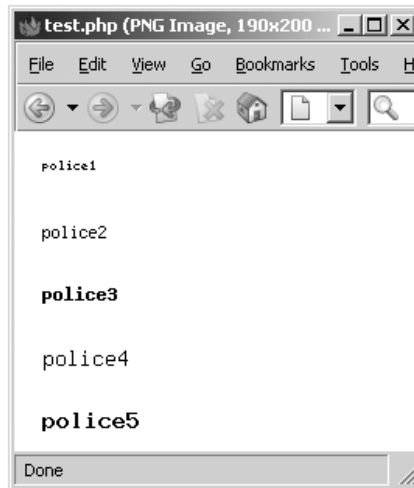 test.php (PNG Image, 190x200 ...
File Edit View Go Bookmarks Tools H
police1
police2
police3
police4
police5
Done